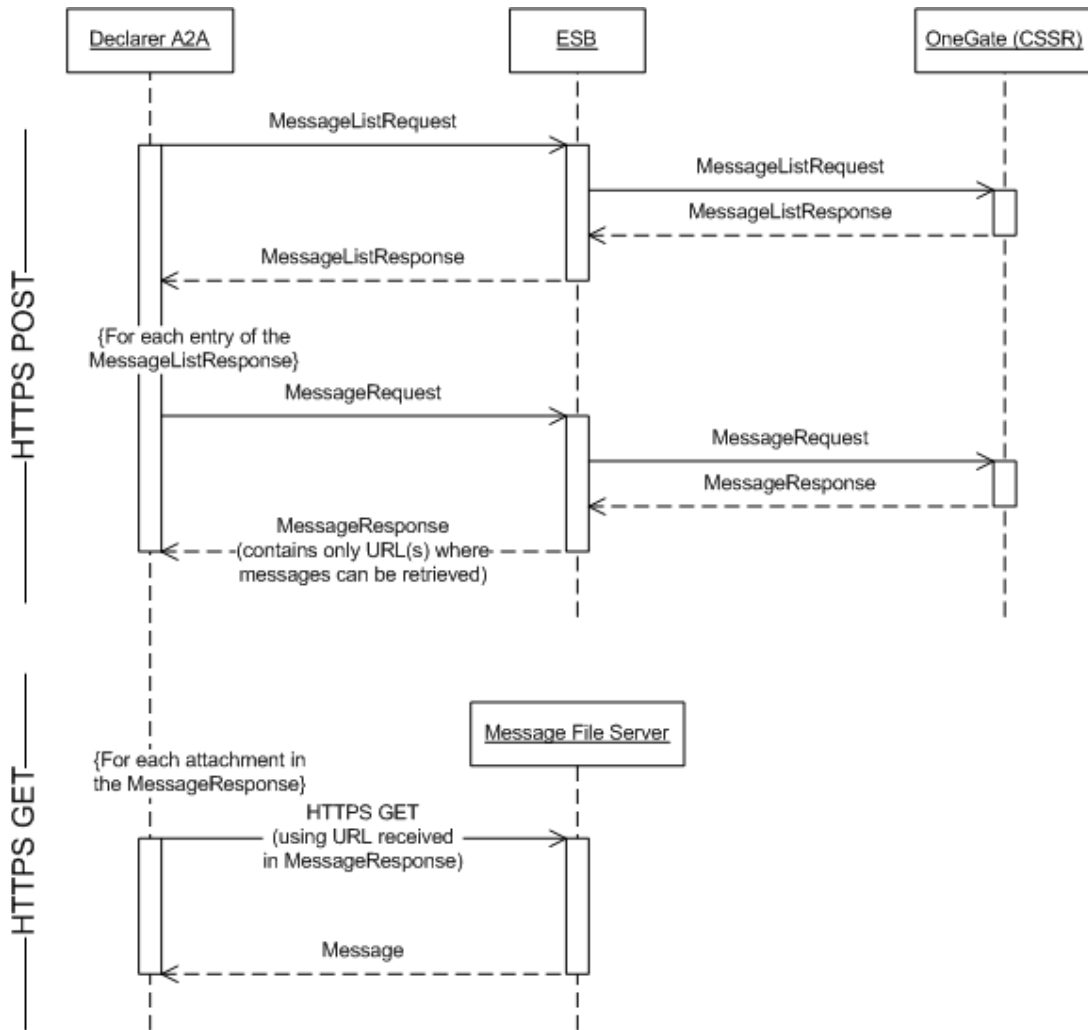 Declarer A2A
ESB
OneGate (CSSR)
MessageListRequest
MessageListRequest
MessageListResponse
MessageListResponse
{For each entry of the
MessageListResponse}
MessageRequest
MessageRequest
MessageResponse
MessageResponse
(contains only URL(s) where
messages can be retrieved)
HTTPS POST
Message File Server
{For each attachment in
the MessageResponse}
HTTPS GET
(using URL received
in MessageResponse)
Message
HTTPS GET